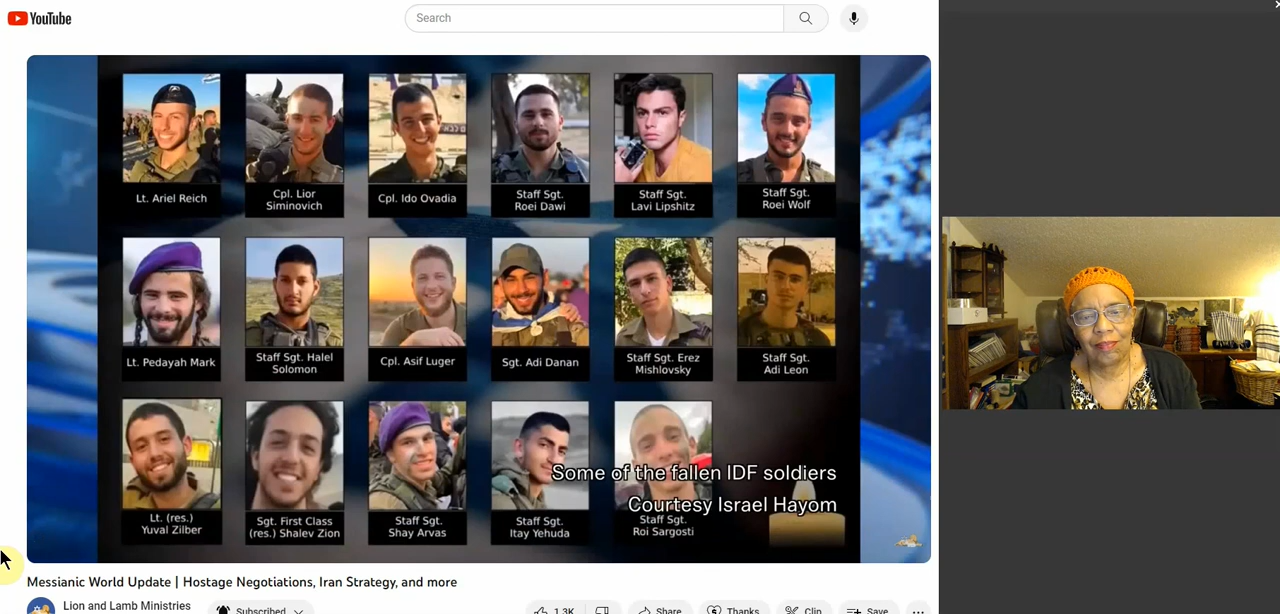 YouTube
Search
Lt. Ariel Reich
Cpl. Lior
Siminovich
Cpl. Ido Ovadia
Staff Sgt.
Roei Dawi
Staff Sgt.
Lavi Lipshitz
Staff Sgt.
Roei Wolf
Lt. Pedayah Mark
Staff Sgt. Halel
Solomon
Cpl. Asif Luger
Sgt. Adi Danan
Staff Sgt. Erez
Mishlovsky
Staff Sgt.
Adi Leon
Lt. (res.)
Yuval Zilber
Sgt. First Class
(res.) Shalev Zion
Staff Sgt.
Shay Arvas
Staff Sgt.
Itay Yehuda
Staff Sgt.
Roi Sargosti
Some of the fallen IDF soldiers
Courtesy Israel Hayom
Messianic World Update | Hostage Negotiations, Iran Strategy, and more
Lion and Lamb Ministries
Subscribed
1.3K
Share
Thanks
Clip
Save